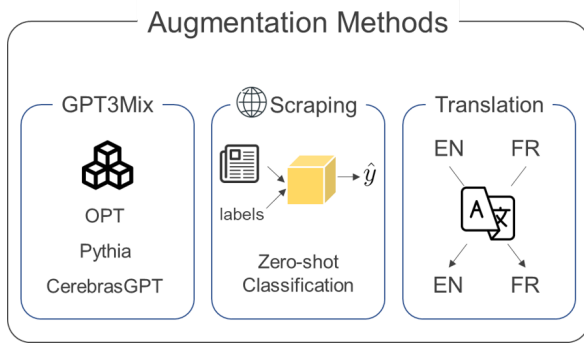 Augmentation Methods
GPT3Mix
OPT
Pythia
CerebrasGPT
Scraping
labels
ŷ
Zero-shot
Classification
Translation
EN FR
A 文
EN FR